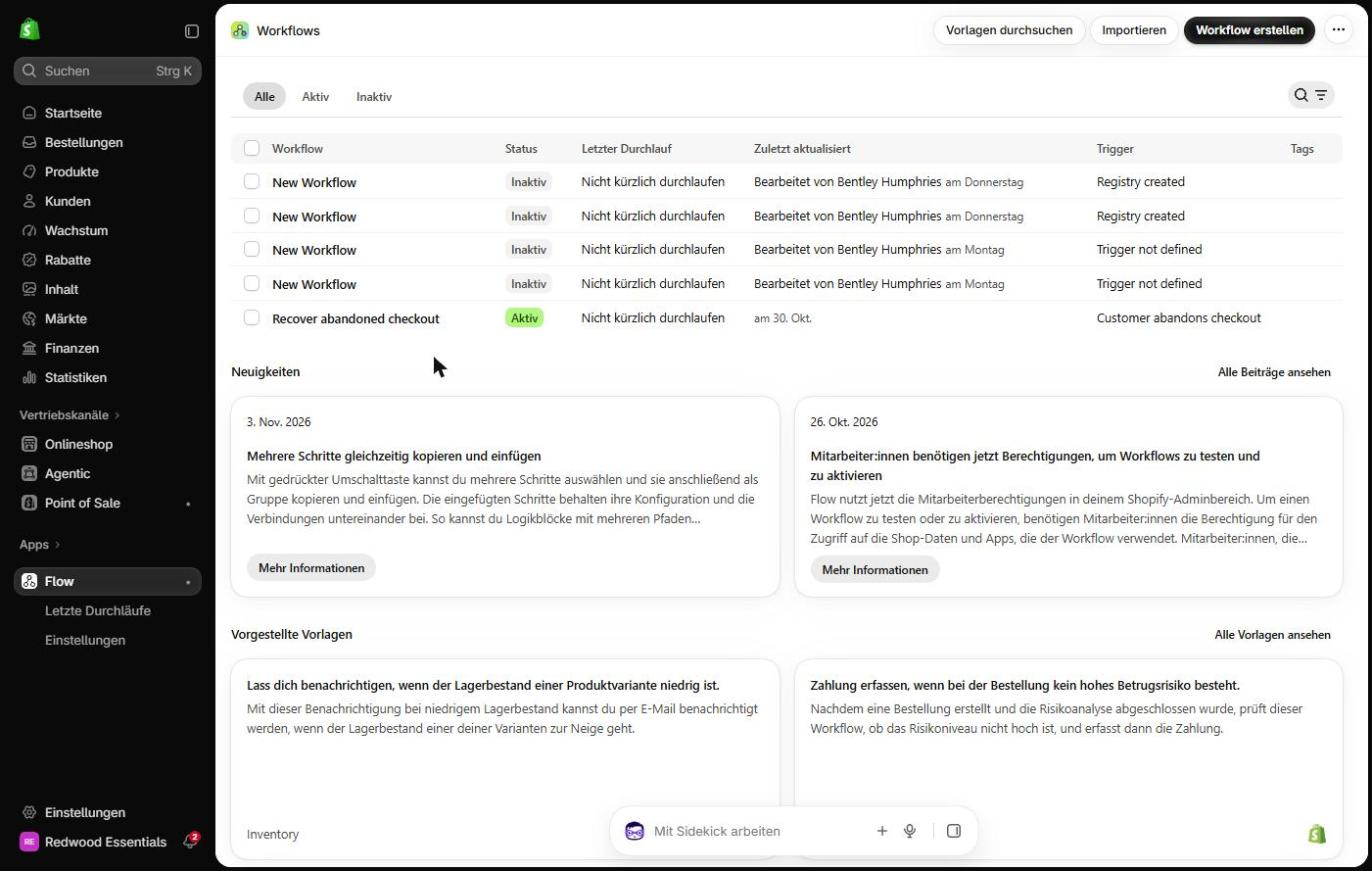 Suchen Strg K
Startseite
Bestellungen
Produkte
Kunden
Wachstum
Rabatte
Inhalt
Märkte
Finanzen
Statistiken
Vertriebskanäle
Onlineshop
Agentic
Point of Sale
Apps
Flow
Letzte Durchläufe
Einstellungen
Einstellungen
RE Redwood Essentials 2
Workflows
Vorlagen durchsuchen Importieren Workflow erstellen
Alle Aktiv Inaktiv
Workflow Status Letzter Durchlauf Zuletzt aktualisiert Trigger Tags
New Workflow Inaktiv Nicht kürzlich durchlaufen Bearbeitet von Bentley Humphries am Donnerstag Registry created
New Workflow Inaktiv Nicht kürzlich durchlaufen Bearbeitet von Bentley Humphries am Donnerstag Registry created
New Workflow Inaktiv Nicht kürzlich durchlaufen Bearbeitet von Bentley Humphries am Montag Trigger not defined
New Workflow Inaktiv Nicht kürzlich durchlaufen Bearbeitet von Bentley Humphries am Montag Trigger not defined
Recover abandoned checkout Aktiv Nicht kürzlich durchlaufen am 30. Okt. Customer abandons checkout
Neuigkeiten Alle Beiträge ansehen
3. Nov. 2026
Mehrere Schritte gleichzeitig kopieren und einfügen
Mit gedrückter Umschalttaste kannst du mehrere Schritte auswählen und sie anschließend als
Gruppe kopieren und einfügen. Die eingefügten Schritte behalten ihre Konfiguration und die
Verbindungen untereinander bei. So kannst du Logikblöcke mit mehreren Pfaden...
Mehr Informationen
26. Okt. 2026
Mitarbeiter:innen benötigen jetzt Berechtigungen, um Workflows zu testen und
zu aktivieren
Flow nutzt jetzt die Mitarbeiterberechtigungen in deinem Shopify-Adminbereich. Um einen
Workflow zu testen oder zu aktivieren, benötigen Mitarbeiter:innen die Berechtigung für den
Zugriff auf die Shop-Daten und Apps, die der Workflow verwendet. Mitarbeiter:innen, die...
Mehr Informationen
Vorgestellte Vorlagen Alle Vorlagen ansehen
Lass dich benachrichtigen, wenn der Lagerbestand einer Produktvariante niedrig ist.
Mit dieser Benachrichtigung bei niedrigem Lagerbestand kannst du per E-Mail benachrichtigt
werden, wenn der Lagerbestand einer deiner Varianten zur Neige geht.
Inventory
Zahlung erfassen, wenn bei der Bestellung kein hohes Betrugsrisiko besteht.
Nachdem eine Bestellung erstellt und die Risikoanalyse abgeschlossen wurde, prüft dieser
Workflow, ob das Risikoniveau nicht hoch ist, und erfasst dann die Zahlung.
Mit Sidekick arbeiten